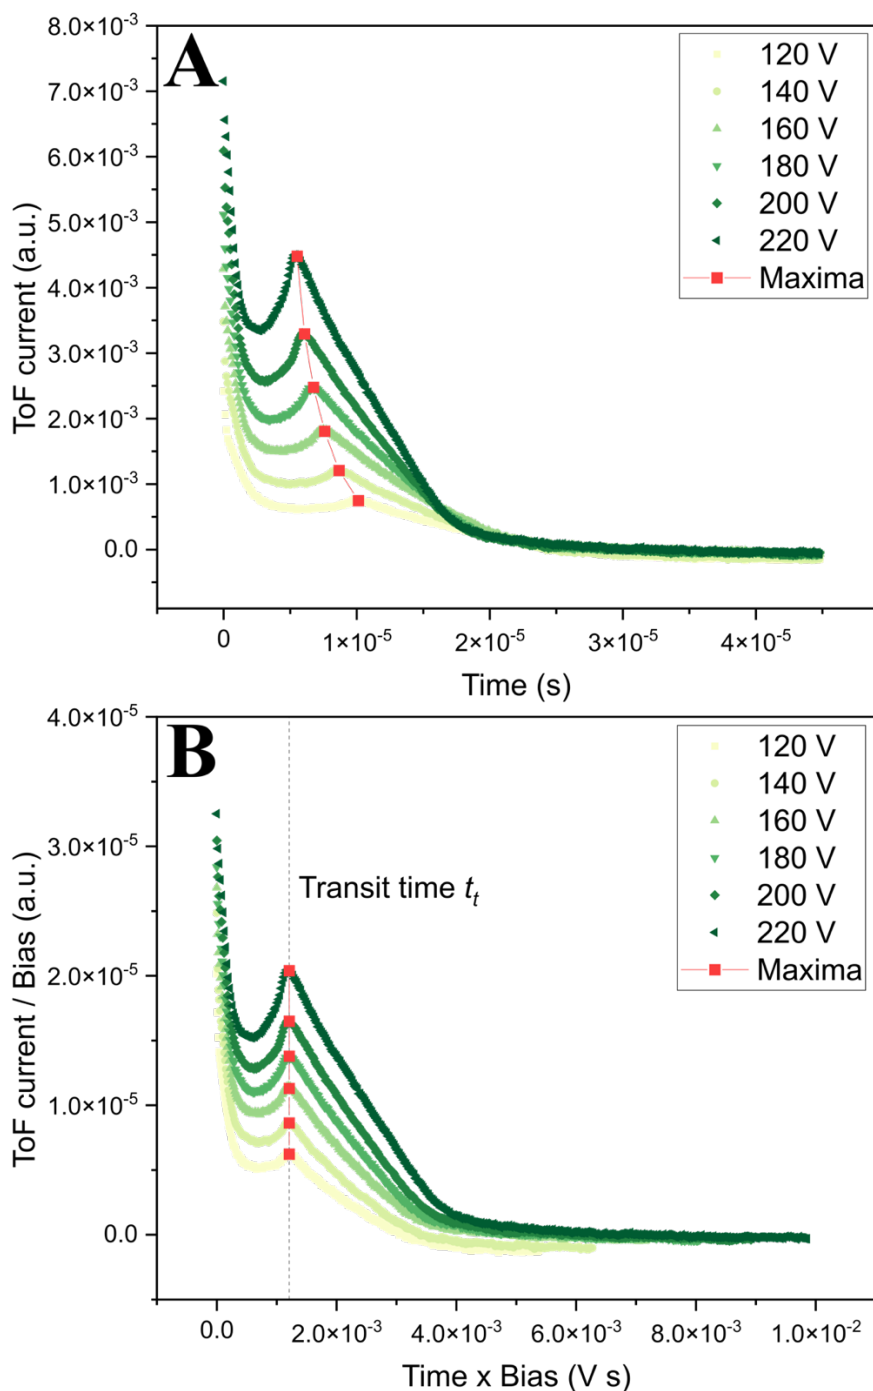 A
8.0×10⁻³
7.0×10⁻³
6.0×10⁻³
5.0×10⁻³
4.0×10⁻³
3.0×10⁻³
2.0×10⁻³
1.0×10⁻³
0.0
ToF current (a.u.)
120 V
140 V
160 V
180 V
200 V
220 V
Maxima
0
1×10⁻⁵
2×10⁻⁵
3×10⁻⁵
4×10⁻⁵
Time (s)
B
4.0×10⁻⁵
3.0×10⁻⁵
2.0×10⁻⁵
1.0×10⁻⁵
0.0
ToF current / Bias (a.u.)
120 V
140 V
160 V
180 V
200 V
220 V
Maxima
Transit time tₜ
0.0
2.0×10⁻³
4.0×10⁻³
6.0×10⁻³
8.0×10⁻³
1.0×10⁻²
Time x Bias (V s)